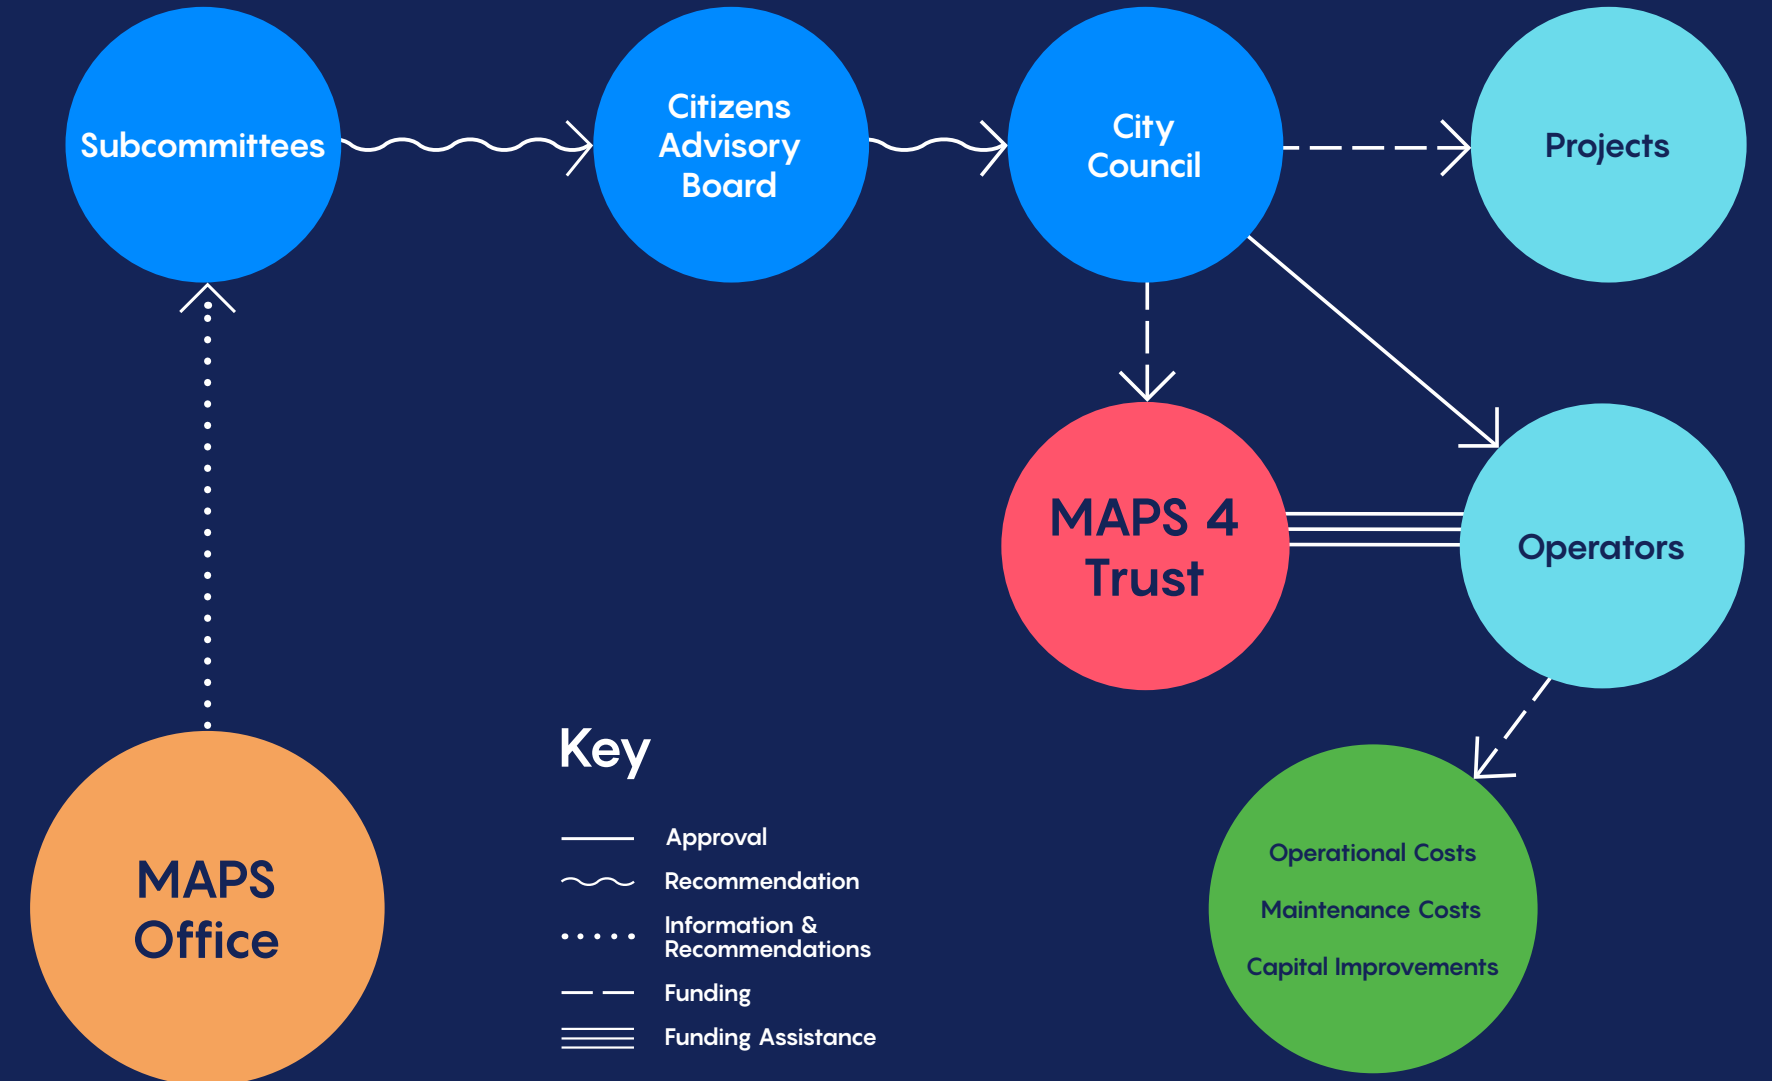 Subcommittees
Citizens
Advisory
Board
City
Council
Projects
MAPS 4
Trust
Operators
MAPS
Office
Key
Approval
Recommendation
Information &
Recommendations
Funding
Funding Assistance
Operational Costs
Maintenance Costs
Capital Improvements